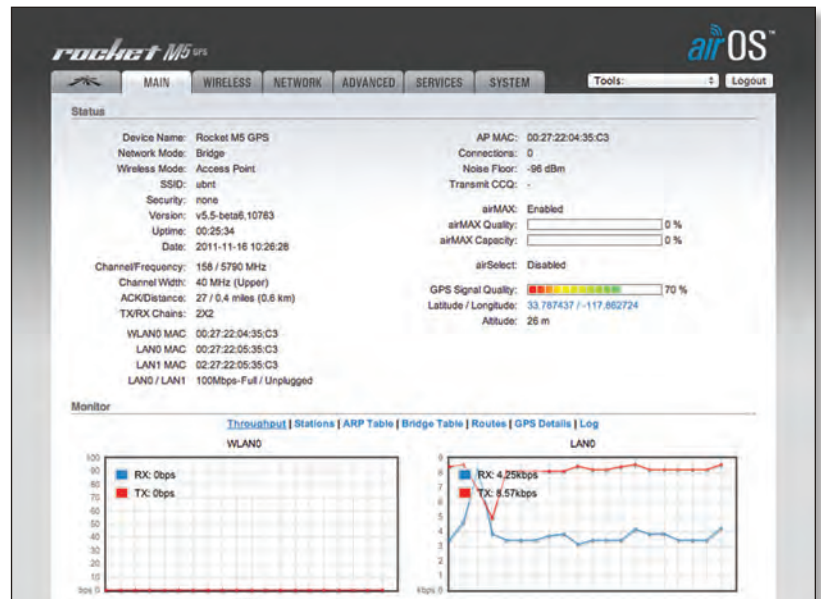 rocket M5 GPS
airOS™
MAIN WIRELESS NETWORK ADVANCED SERVICES SYSTEM Tools: Logout
Status
Device Name: Rocket M5 GPS
Network Mode: Bridge
Wireless Mode: Access Point
SSID: ubnt
Security: none
Version: v5.5-beta6.10763
Uptime: 00:25:34
Date: 2011-11-16 10:26:28
Channel/Frequency: 158 / 5790 MHz
Channel Width: 40 MHz (Upper)
ACK/Distance: 27 / 0.4 miles (0.6 km)
TX/RX Chains: 2X2
WLAN0 MAC 00:27:22:04:35:C3
LAN0 MAC 00:27:22:05:35:C3
LAN1 MAC 02:27:22:05:35:C3
LAN0 / LAN1 100Mbps-Full / Unplugged
AP MAC: 00:27:22:04:35:C3
Connections: 0
Noise Floor: -96 dBm
Transmit CCQ: -
airMAX: Enabled
airMAX Quality: 0 %
airMAX Capacity: 0 %
airSelect: Disabled
GPS Signal Quality: 70 %
Latitude / Longitude: 33.787437 / -117.862724
Altitude: 26 m
Monitor
Throughput | Stations | ARP Table | Bridge Table | Routes | GPS Details | Log
WLAN0
100
90
80
70
60
50
40
30
20
10
bps 0
RX: 0bps
TX: 0bps
LAN0
9
8
7
6
5
4
3
2
1
kbps 0
RX: 4.25kbps
TX: 8.57kbps